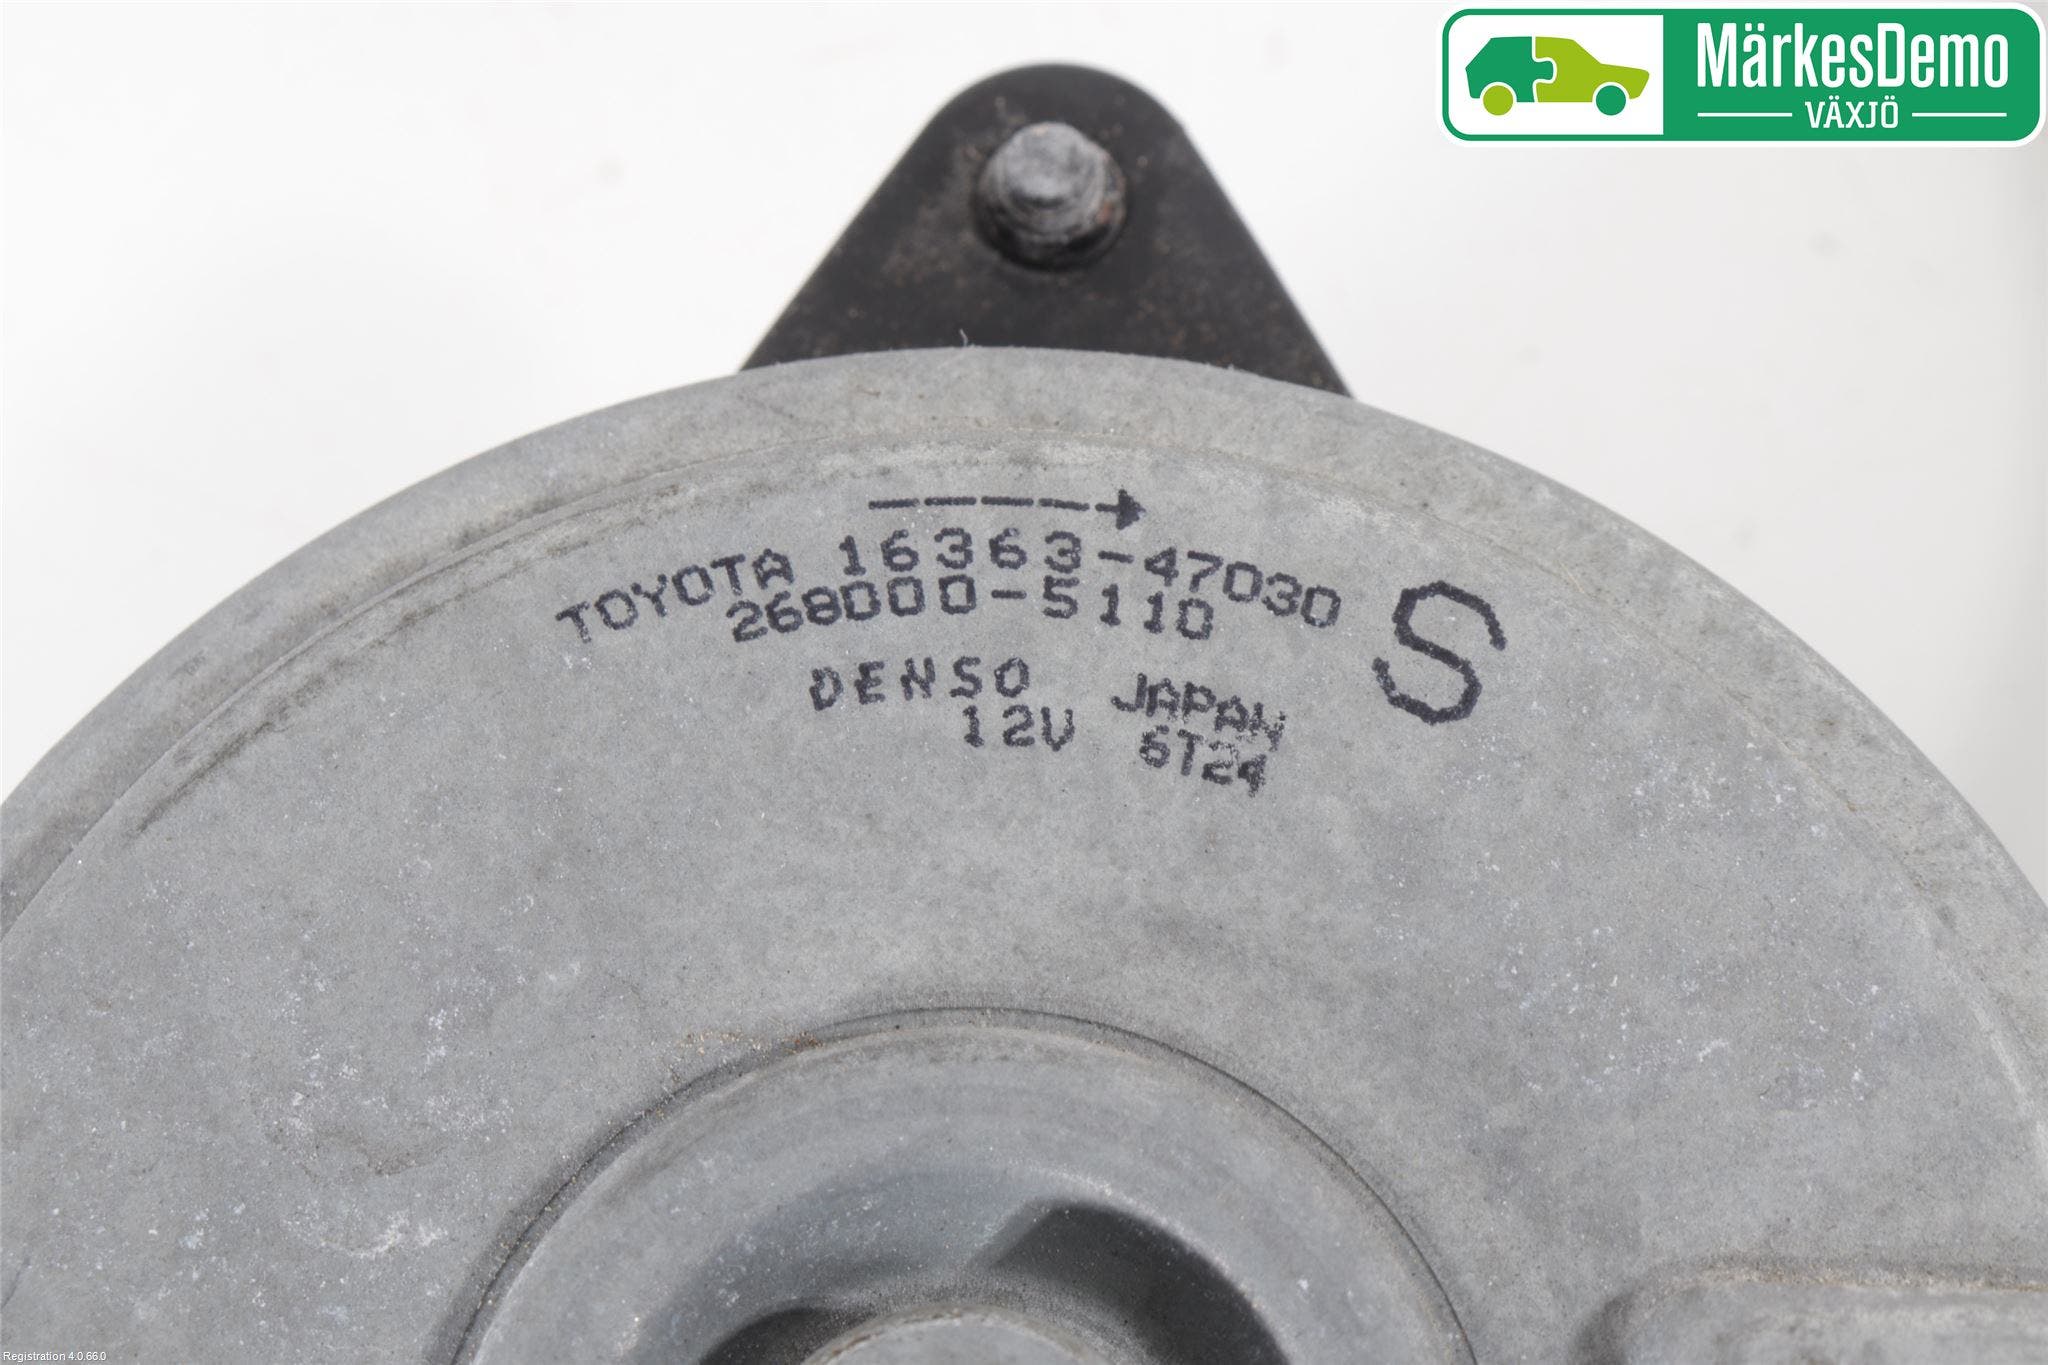 MärkesDemo
VÄXJÖ
TOYOTA 16363-47030
268000-5110
S
DENSO JAPAN
12V 6T24
Registration 4.0.66.0